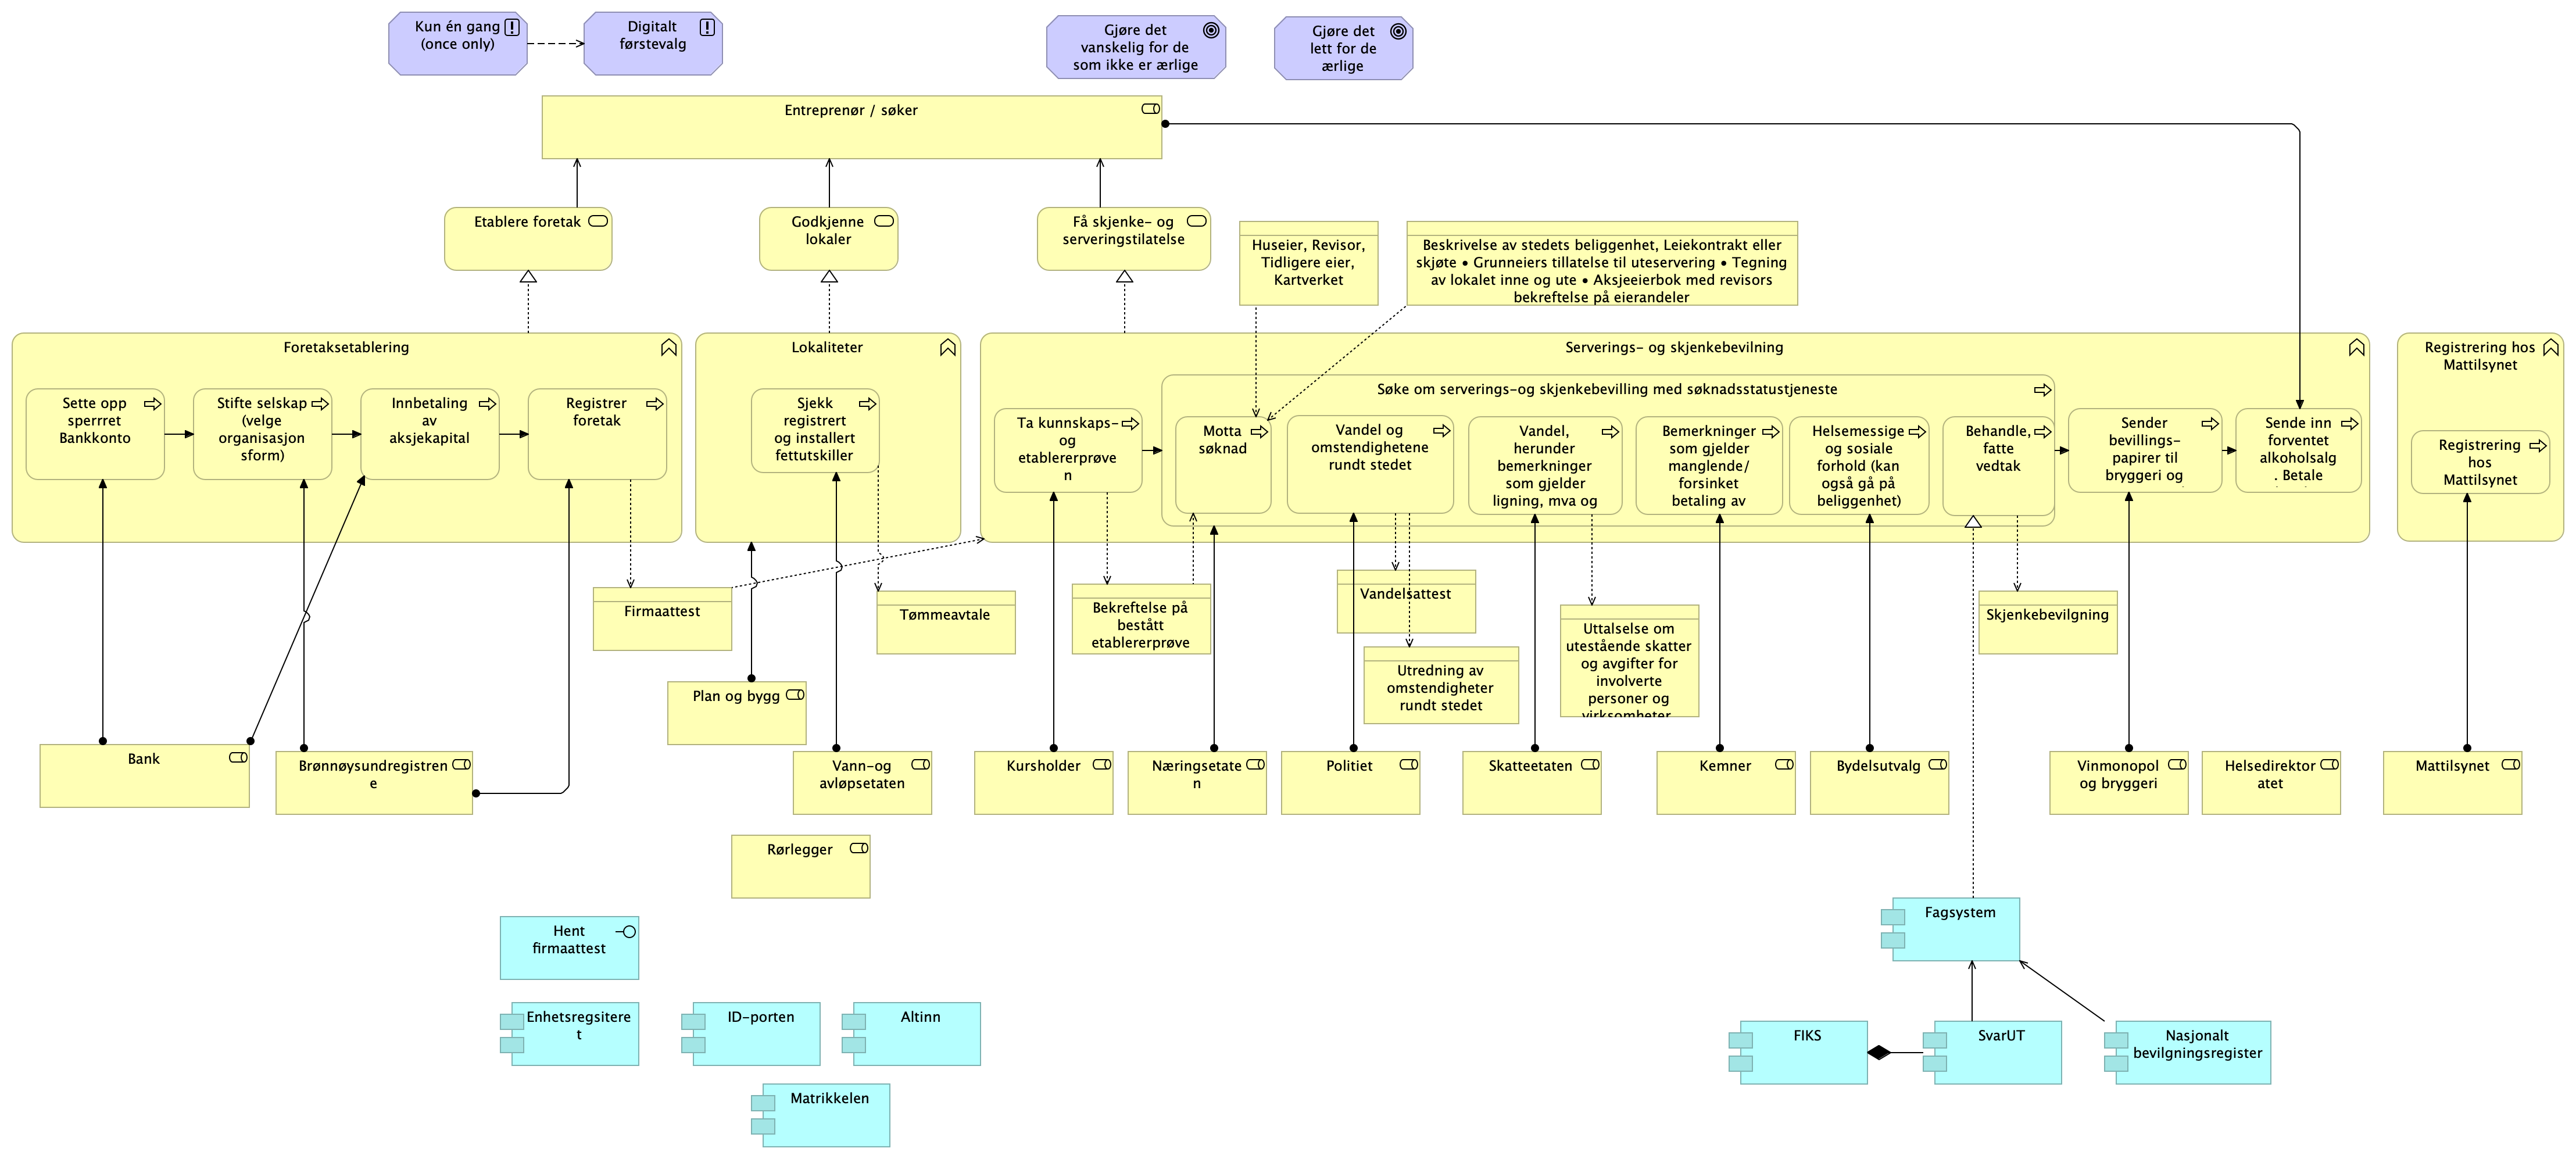 Kun én gang
(once only)
Digitalt
førstevalg
Gjøre det
vanskelig for de
som ikke er ærlige
Gjøre det
lett for de
ærlige
Entreprenør / søker
Etablere foretak
Godkjenne
lokaler
Få skjenke- og
serveringstilatelse
Huseier, Revisor,
Tidligere eier,
Kartverket
Beskrivelse av stedets beliggenhet, Leiekontrakt eller
skjøte • Grunneiers tillatelse til uteservering • Tegning
av lokalet inne og ute • Aksjeeierbok med revisors
bekreftelse på eierandeler
Foretaksetablering
Sette opp
sperrret
Bankkonto
Stifte selskap
(velge
organisasjon
sform)
Innbetaling
av
aksjekapital
Registrer
foretak
Lokaliteter
Sjekk
registrert
og installert
fettutskiller
Serverings- og skjenkebevilning
Ta kunnskaps-
og
etablererprøve
n
Søke om serverings-og skjenkebevilling med søknadsstatustjeneste
Motta
søknad
Vandel og
omstendighetene
rundt stedet
Vandel,
herunder
bemerkninger
som gjelder
ligning, mva og
Bemerkninger
som gjelder
manglende/
forsinket
betaling av
Helsemessige
og sosiale
forhold (kan
også gå på
beliggenhet)
Behandle,
fatte
vedtak
Sender
bevillings-
papirer til
bryggeri og
Sende inn
forventet
alkoholsalg
. Betale
Registrering hos
Mattilsynet
Registrering
hos
Mattilsynet
Firmaattest
Tømmeavtale
Bekreftelse på
bestått
etablererprøve
Vandelsattest
Utredning av
omstendigheter
rundt stedet
Uttalselse om
utestående skatter
og avgifter for
involverte
personer og
virksomheter
Skjenkebevilgning
Plan og bygg
Bank
Brønnøysundregistren
e
Vann-og
avløpsetaten
Kursholder
Næringsetate
n
Politiet
Skatteetaten
Kemner
Bydelsutvalg
Vinmonopol
og bryggeri
Helsedirektor
atet
Mattilsynet
Rørlegger
Hent
firmaattest
Fagsystem
Enhetsregsitere
t
ID-porten
Altinn
FIKS
SvarUT
Nasjonalt
bevilgningsregister
Matrikkelen